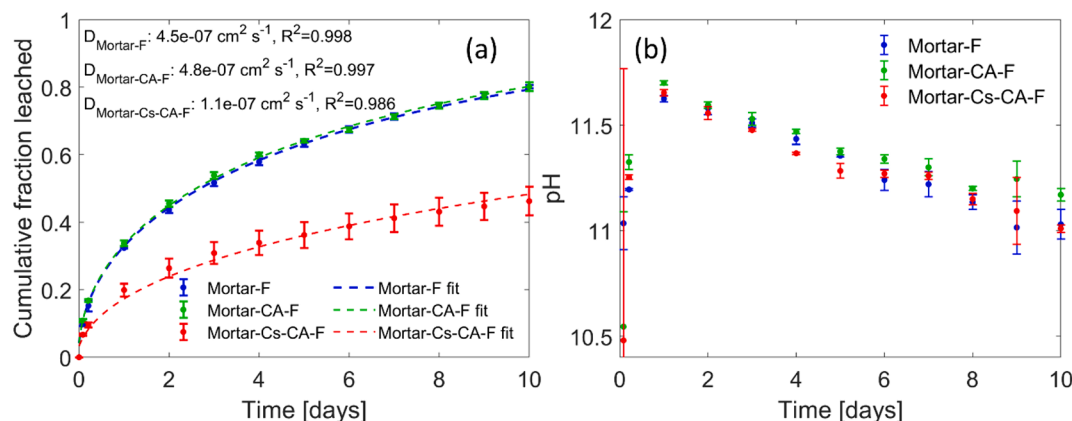 D_Mortar-F: 4.5e-07 cm² s⁻¹, R²=0.998
D_Mortar-CA-F: 4.8e-07 cm² s⁻¹, R²=0.997
D_Mortar-Cs-CA-F: 1.1e-07 cm² s⁻¹, R²=0.986
(a)
Cumulative fraction leached
1
0.8
0.6
0.4
0.2
0
Mortar-F
Mortar-CA-F
Mortar-Cs-CA-F
Mortar-F fit
Mortar-CA-F fit
Mortar-Cs-CA-F fit
0 2 4 6 8 10
Time [days]
(b)
Mortar-F
Mortar-CA-F
Mortar-Cs-CA-F
pH
12
11.5
11
10.5
0 2 4 6 8 10
Time [days]